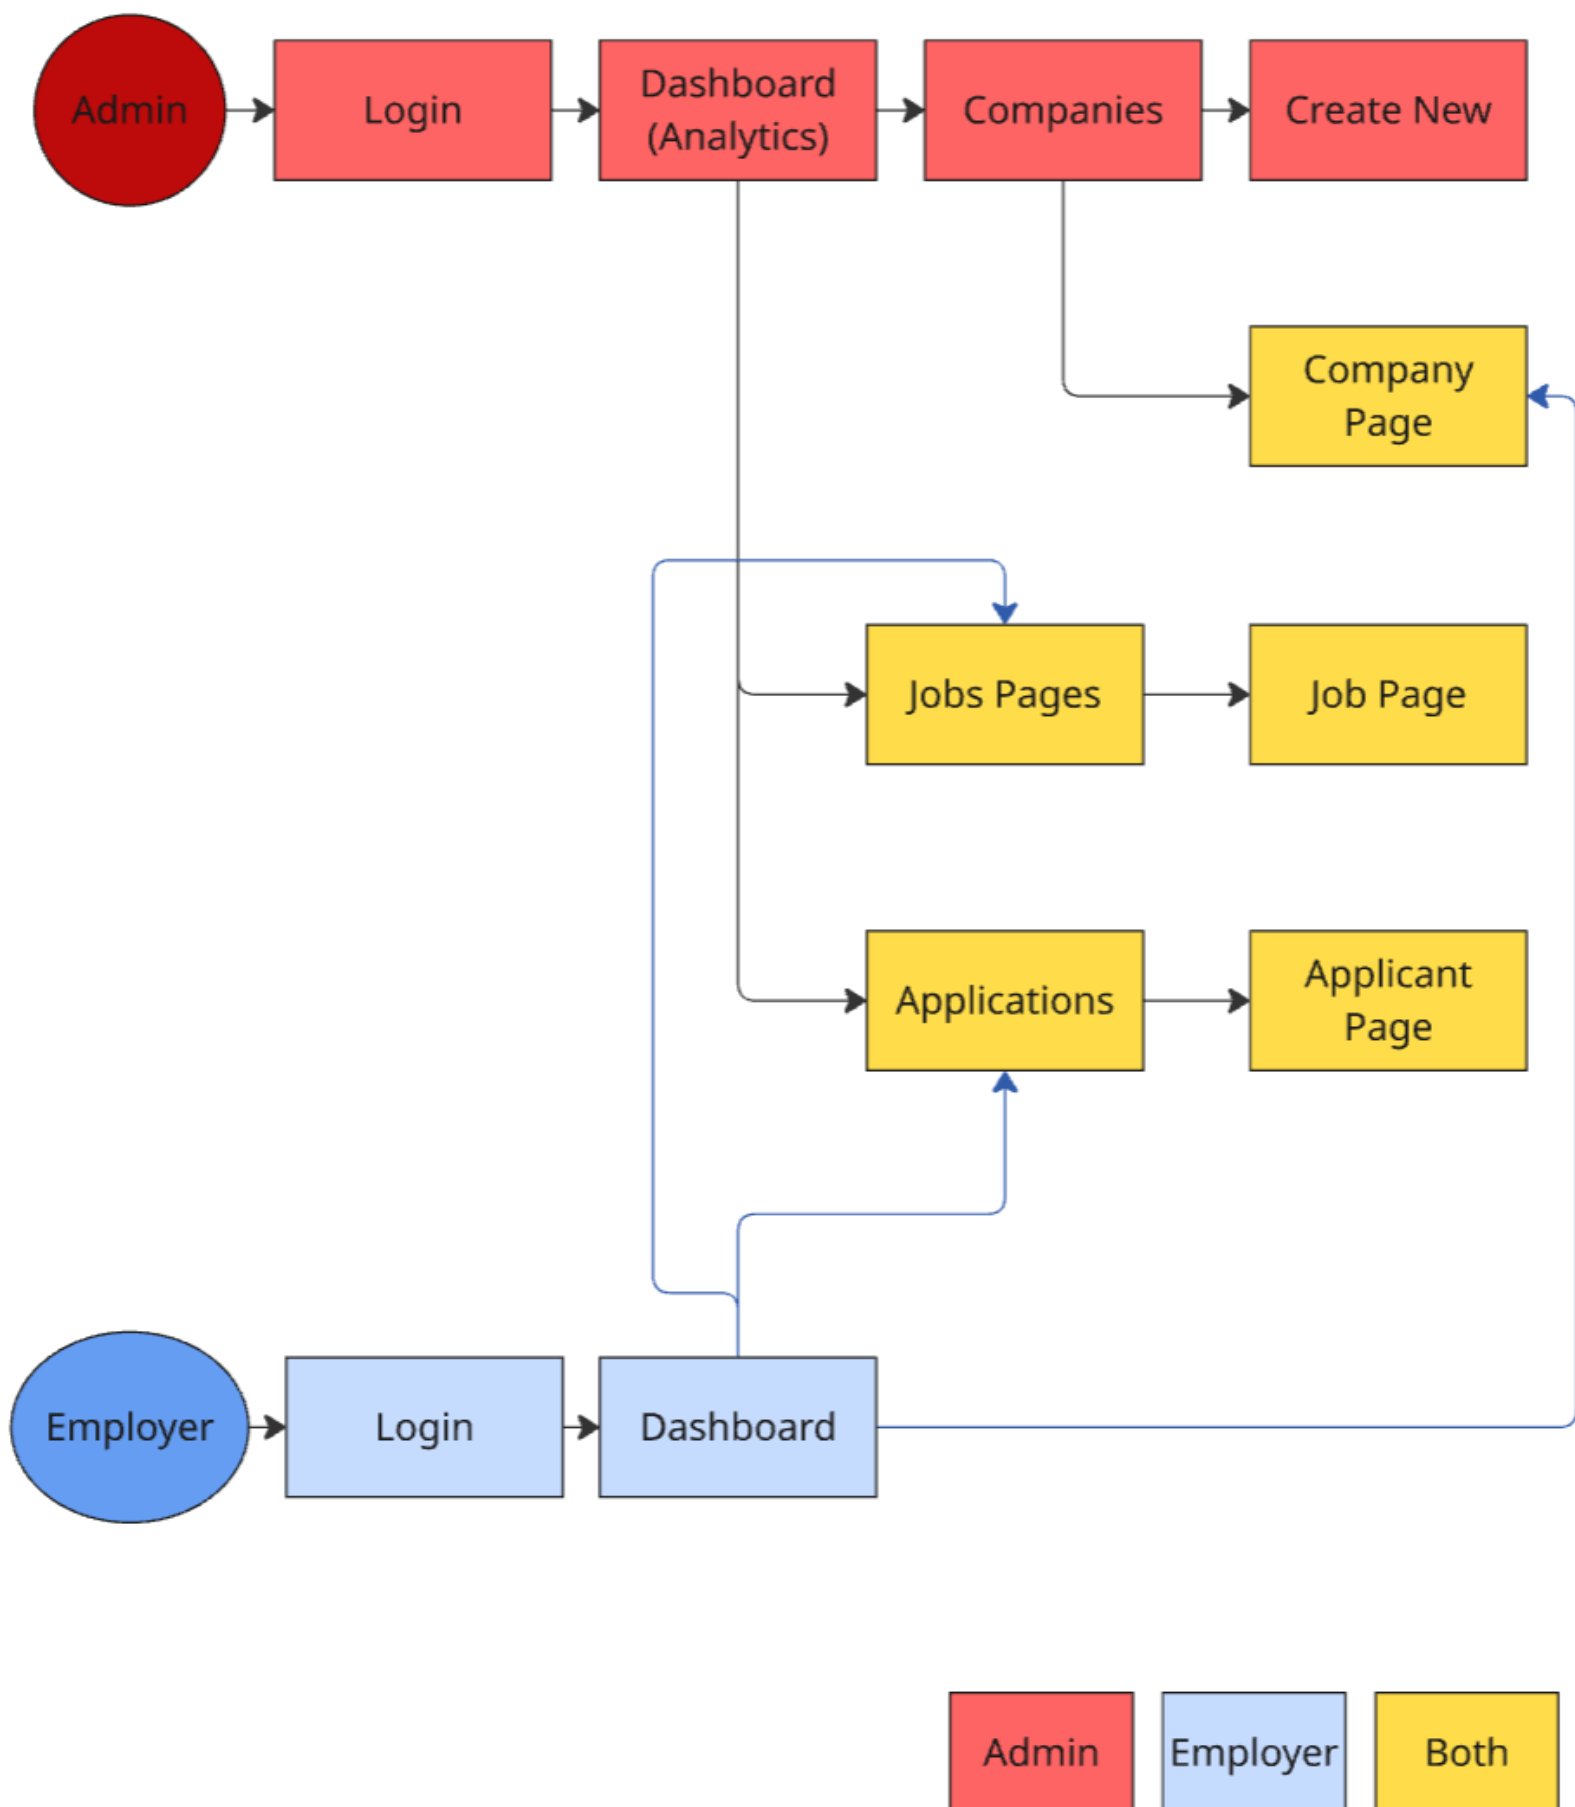 Admin
Login
Dashboard
(Analytics)
Companies
Create New
Company
Page
Jobs Pages
Job Page
Applications
Applicant
Page
Employer
Login
Dashboard
Admin
Employer
Both